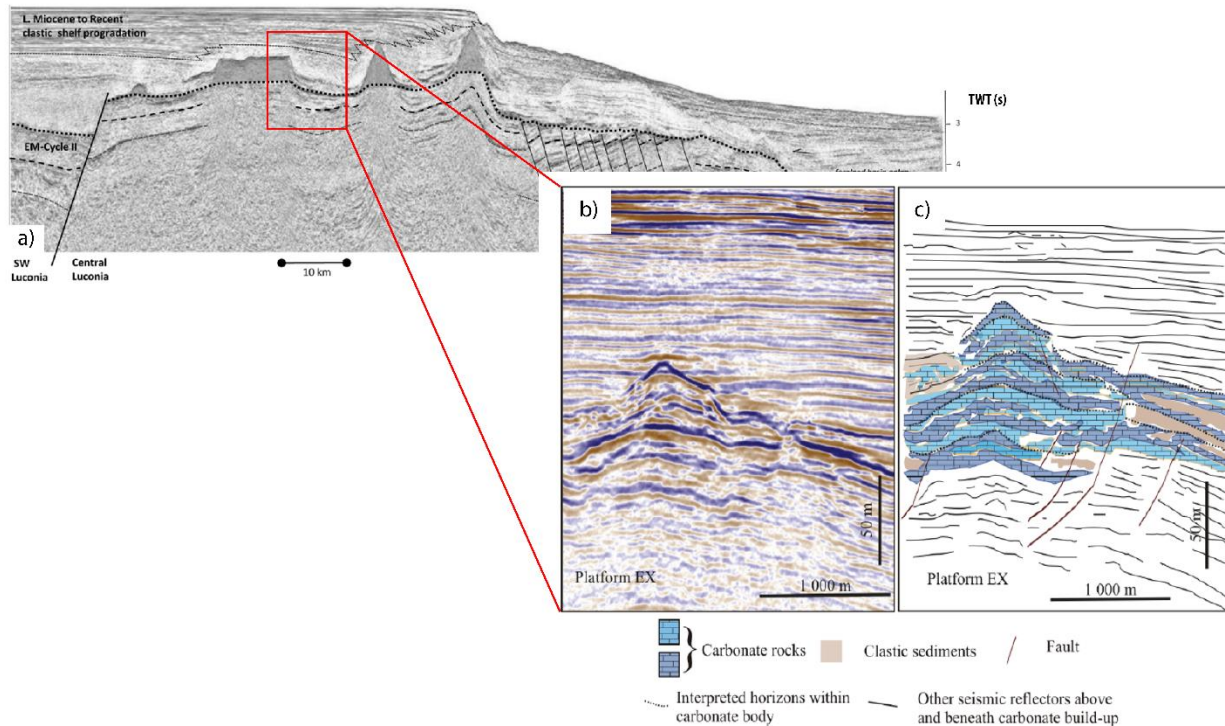 L. Miocene to Recent
clastic shelf progradation
TWT (s)
3
4
EM-Cycle II
a)
SW
Luconia
Central
Luconia
10 km
b)
50 m
Platform EX
1 000 m
c)
50 m
Platform EX
1 000 m
Carbonate rocks
Clastic sediments
Fault
Interpreted horizons within
carbonate body
Other seismic reflectors above
and beneath carbonate build-up